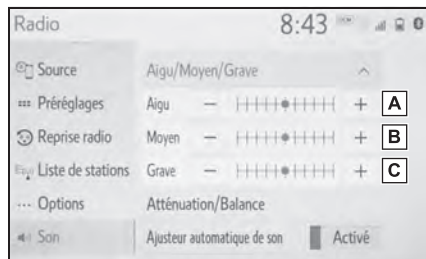 Radio 8:43
Source Aigu/Moyen/Grave
Préréglages Aigu − + A
Reprise radio Moyen − + B
Liste de stations Grave − + C
Options Atténuation/Balance
Son Ajusteur automatique de son Activé